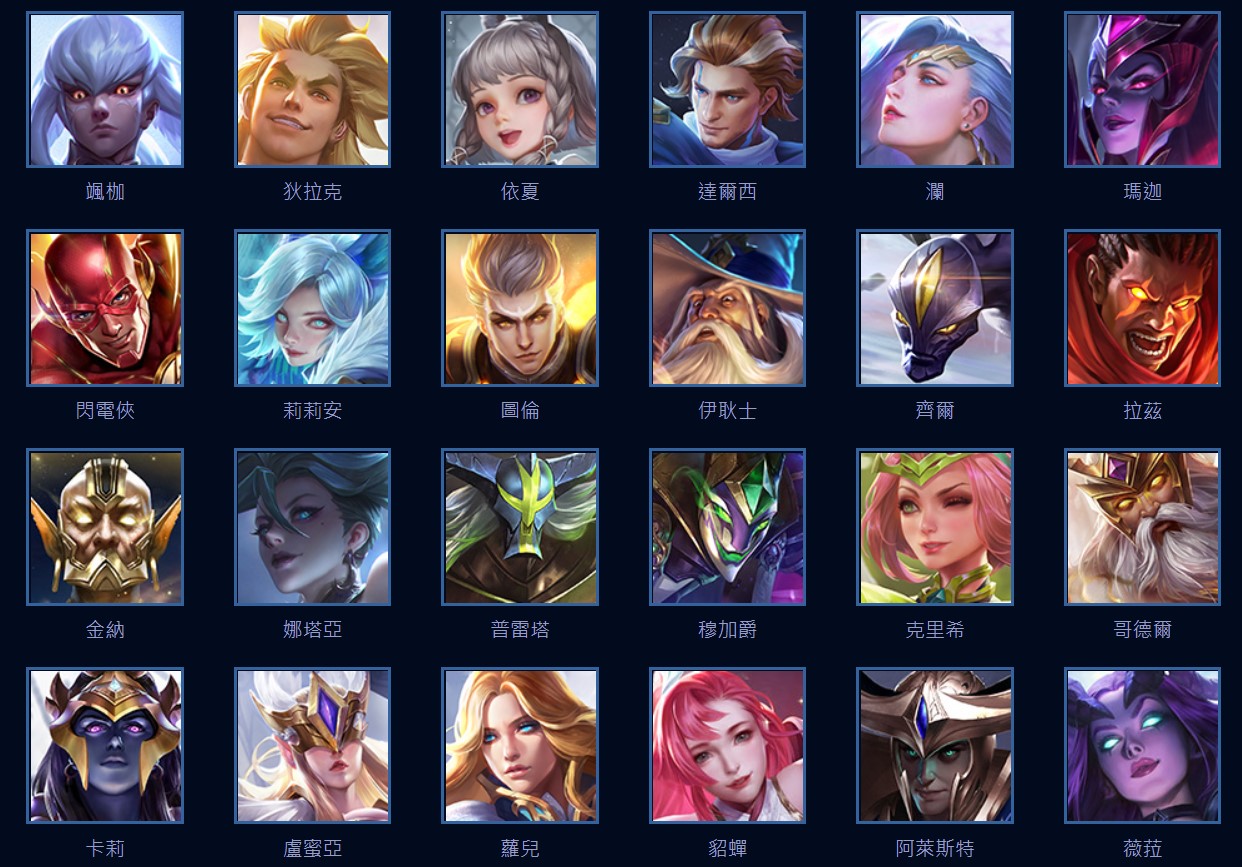 颯枷
狄拉克
依夏
達爾西
瀾
瑪迦
閃電俠
莉莉安
圖倫
伊耿士
齊爾
拉茲
金納
娜塔亞
普雷塔
穆加爵
克里希
哥德爾
卡莉
盧蜜亞
蘿兒
貂蟬
阿萊斯特
薇菈